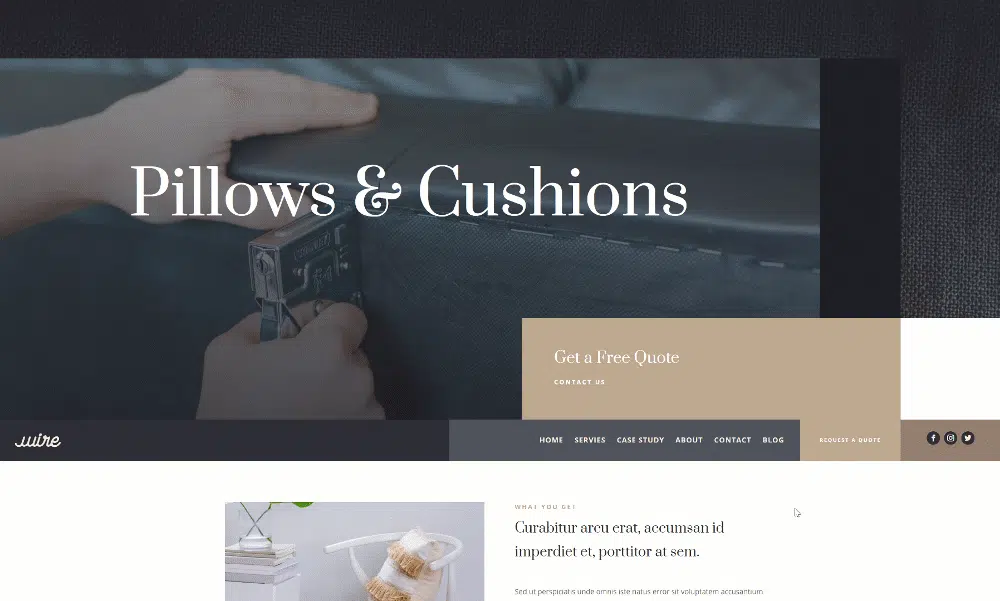 Pillows & Cushions
Get a Free Quote
CONTACT US
wire
HOME SERVIES CASE STUDY ABOUT CONTACT BLOG
REQUEST A QUOTE
WHAT YOU GET
Curabitur arcu erat, accumsan id
imperdiet et, porttitor at sem.
Sed ut perspiciatis unde omnis iste natus error sit voluptatem accusantium